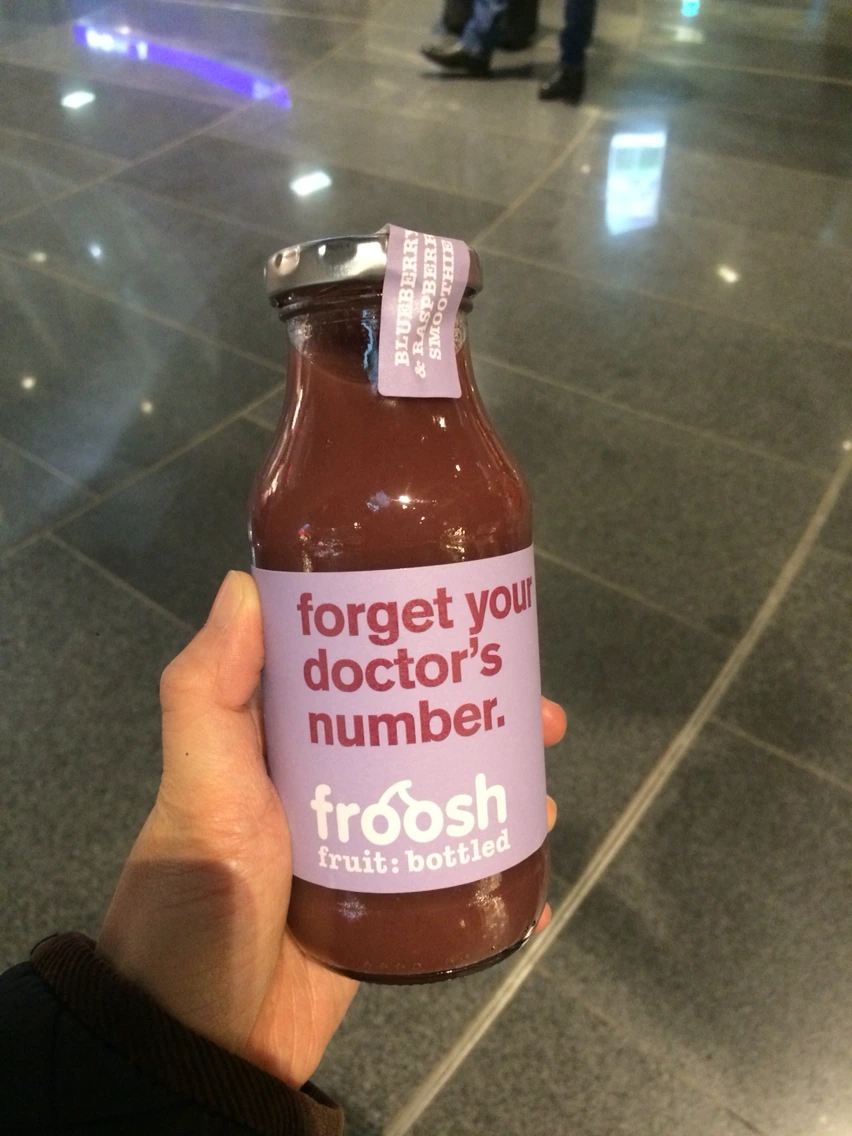 BLUEBERRY
& RASPBERRY
SMOOTHIE
forget your
doctor's
number.
froosh
fruit: bottled